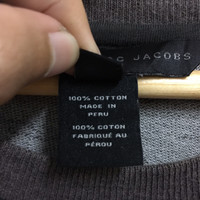 C JACOBS
100% COTTON
MADE IN
PERU
100% COTON
FABRIQUÉ AU
PÉROU